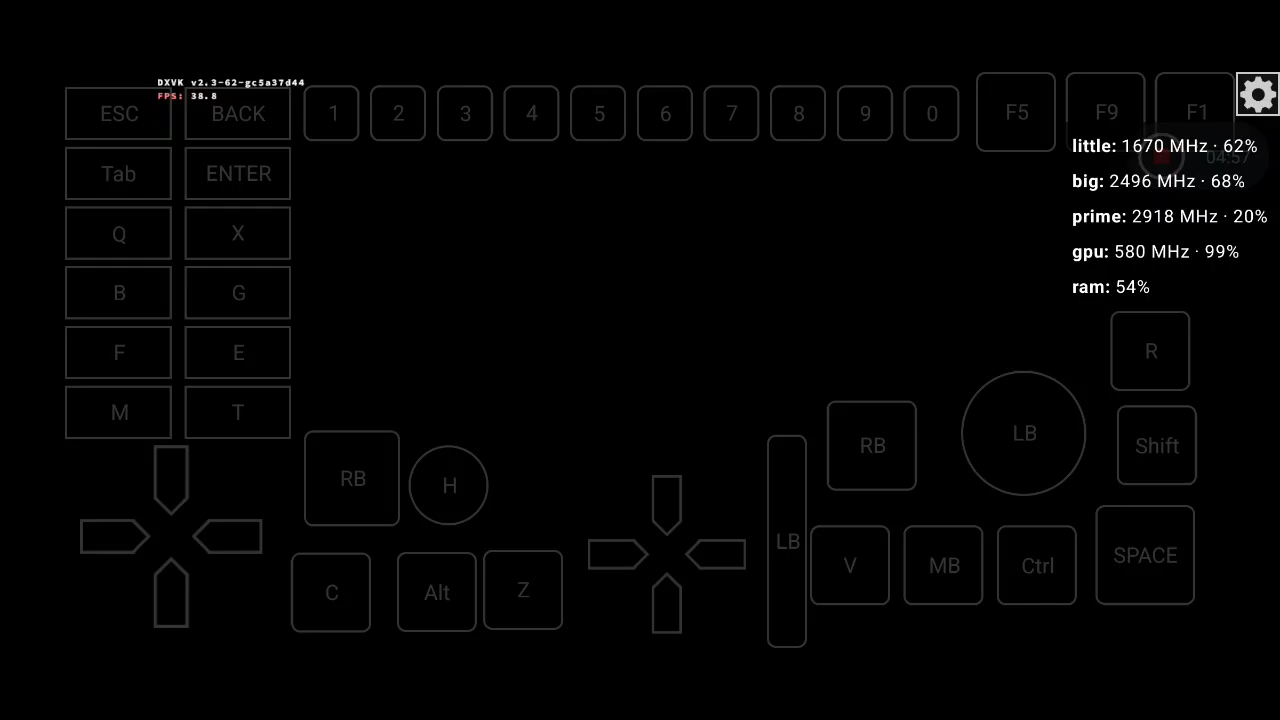 DXVK v2.3-62-gc5a37d44
FPS: 38.8
ESC BACK 1 2 3 4 5 6 7 8 9 0 F5 F9 F1
little: 1670 MHz · 62%
04:57
Tab ENTER
big: 2496 MHz · 68%
prime: 2918 MHz · 20%
Q X
gpu: 580 MHz · 99%
B G
ram: 54%
F E R
M T
LB
RB Shift
RB H
LB
V MB Ctrl SPACE
C Alt Z